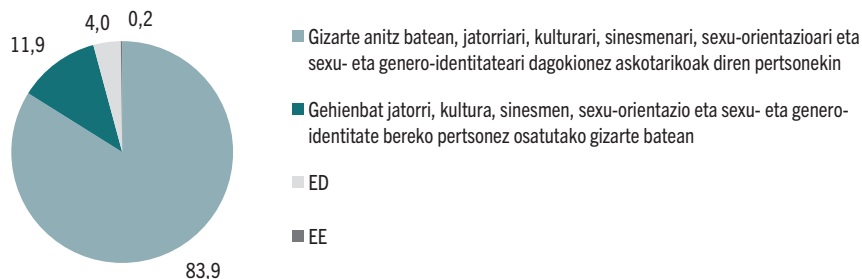 0,2
4,0
11,9
83,9
Gizarte anitz batean, jatorriari, kulturari, sinesmenari, sexu-orientazioari eta
sexu- eta genero-identitateari dagokionez askotarikoak diren pertsonekin
Gehienbat jatorri, kultura, sinesmen, sexu-orientazio eta sexu- eta genero-
identitate bereko pertsonez osatutako gizarte batean
ED
EE